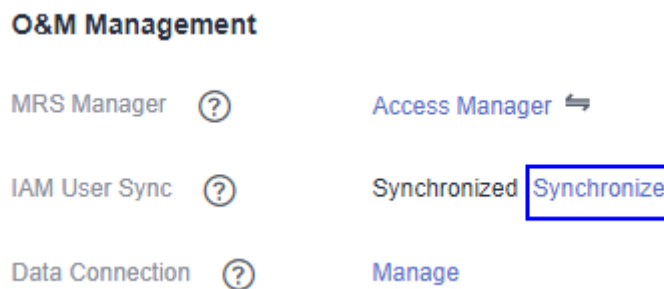 O&M Management
MRS Manager ? Access Manager
IAM User Sync ? Synchronized Synchronize
Data Connection ? Manage